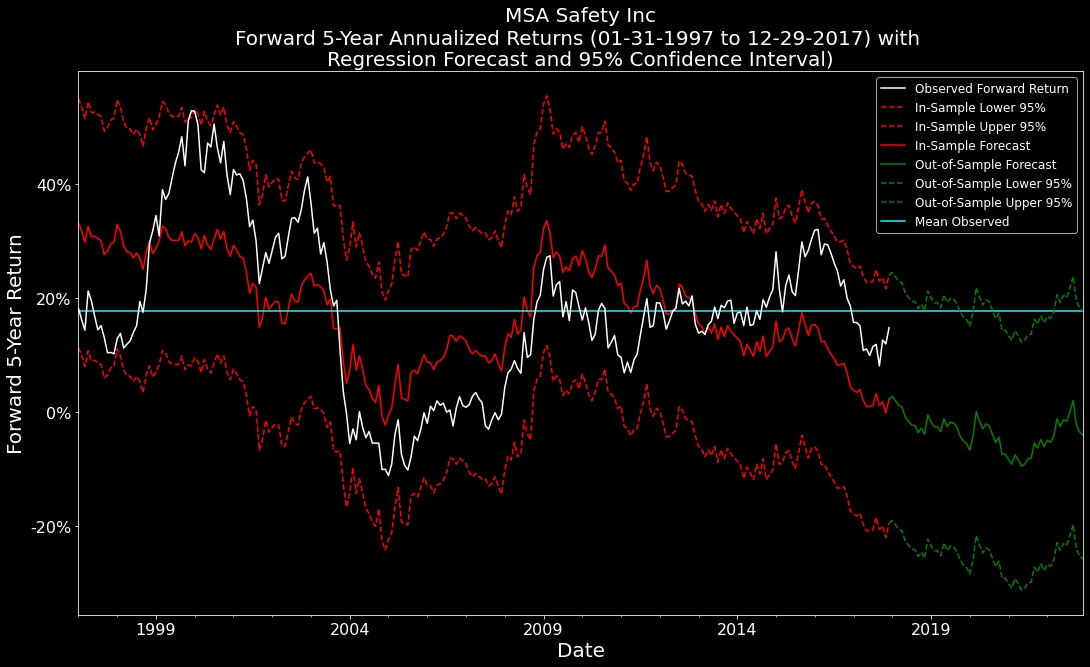 MSA Safety Inc
Forward 5-Year Annualized Returns (01-31-1997 to 12-29-2017) with
Regression Forecast and 95% Confidence Interval)
Observed Forward Return
In-Sample Lower 95%
In-Sample Upper 95%
In-Sample Forecast
Out-of-Sample Forecast
Out-of-Sample Lower 95%
Out-of-Sample Upper 95%
Mean Observed
Forward 5-Year Return
40%
20%
0%
-20%
1999
2004
2009
2014
2019
Date